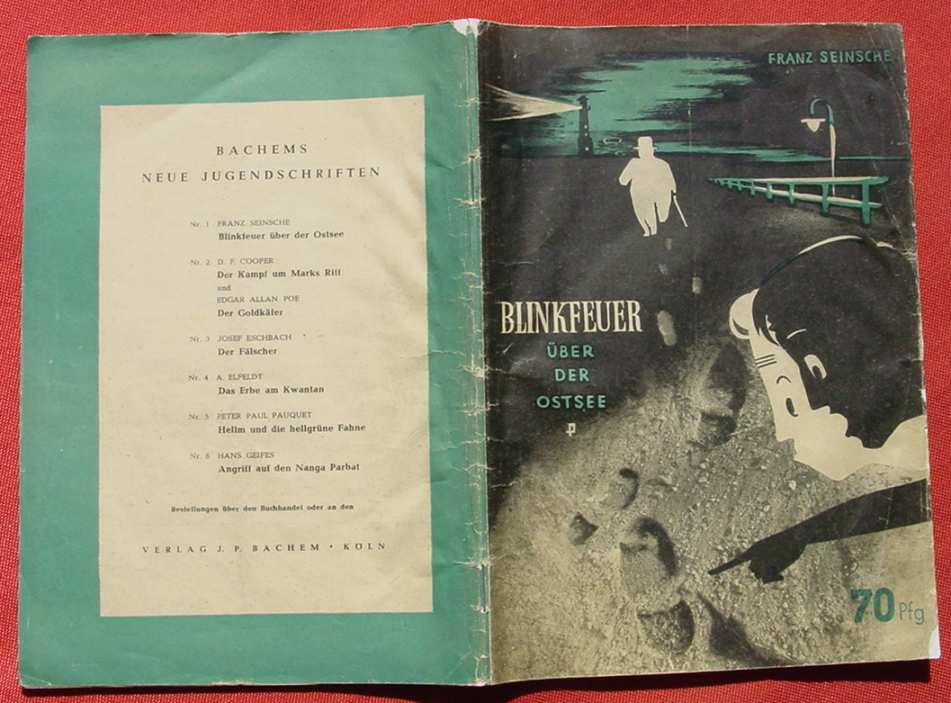 BACHEMS
NEUE JUGENDSCHRIFTEN
Nr. 1 FRANZ SEINSCHE
Blinkfeuer über der Ostsee
Nr. 2 D. F. COOPER
Der Kampf um Marks Riff
und
EDGAR ALLAN POE
Der Goldkäfer
Nr. 3 JOSEF ESCHBACH
Der Fälscher
Nr. 4 A. ELFELDT
Das Erbe am Kwantan
Nr. 5 PETER PAUL PAUQUET
Hellm und die hellgrüne Fahne
Nr. 6 HANS GEIFES
Angriff auf den Nanga Parbat
Bestellungen über den Buchhandel oder an den
VERLAG J. P. BACHEM • KÖLN
FRANZ SEINSCHE
BLINKFEUER
ÜBER
DER
OSTSEE
70 Pfg